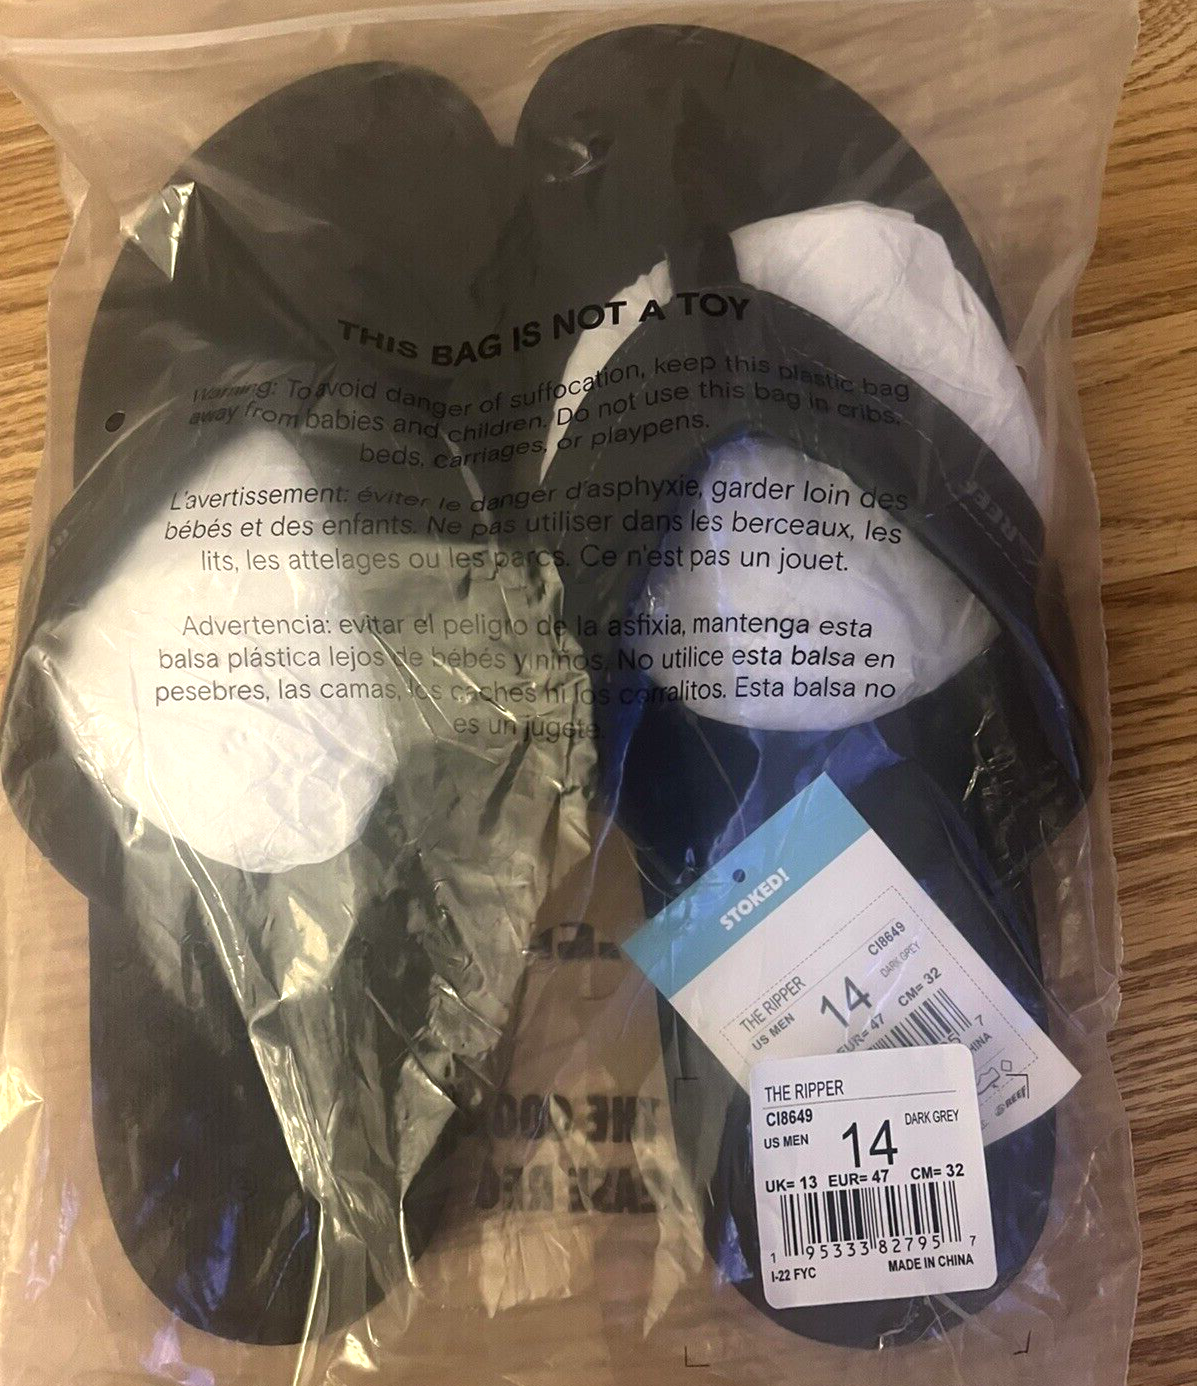 THIS BAG IS NOT A TOY
Warning: To avoid danger of suffocation, keep this plastic bag
away from babies and children. Do not use this bag in cribs,
beds, carriages, or playpens.
L'avertissement: éviter le danger d'asphyxie, garder loin des
bébés et des enfants. Ne pas utiliser dans les berceaux, les
lits, les attelages ou les parcs. Ce n'est pas un jouet.
Advertencia: evitar el peligro de la asfixia, mantenga esta
balsa plástica lejos de bébés y niños. No utilice esta balsa en
pesebres, las camas, los coches ni los corralitos. Esta balsa no
es un jugete.
REEF
STOKED!
THE RIPPER CI8649
US MEN 14 DARK GREY
EUR= 47 CM= 32
7
REEF
THE RIPPER
CI8649 DARK GREY
US MEN 14
UK= 13 EUR= 47 CM= 32
1 95333 82795 7
I-22 FYC MADE IN CHINA